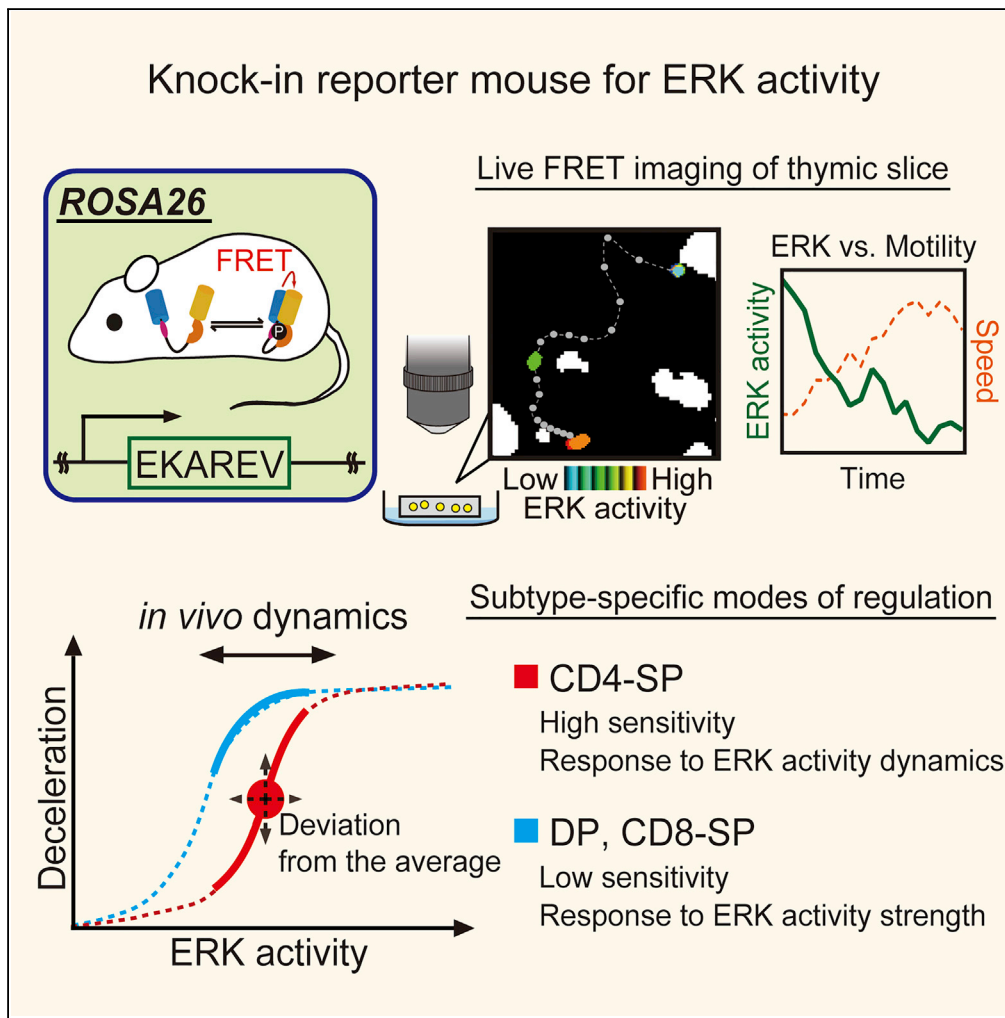 Knock-in reporter mouse for ERK activity
ROSA26
FRET
P
EKAREV
Live FRET imaging of thymic slice
Low High
ERK activity
ERK vs. Motility
ERK activity
Speed
Time
in vivo dynamics
Deceleration
Deviation
from the average
ERK activity
Subtype-specific modes of regulation
CD4-SP
High sensitivity
Response to ERK activity dynamics
DP, CD8-SP
Low sensitivity
Response to ERK activity strength